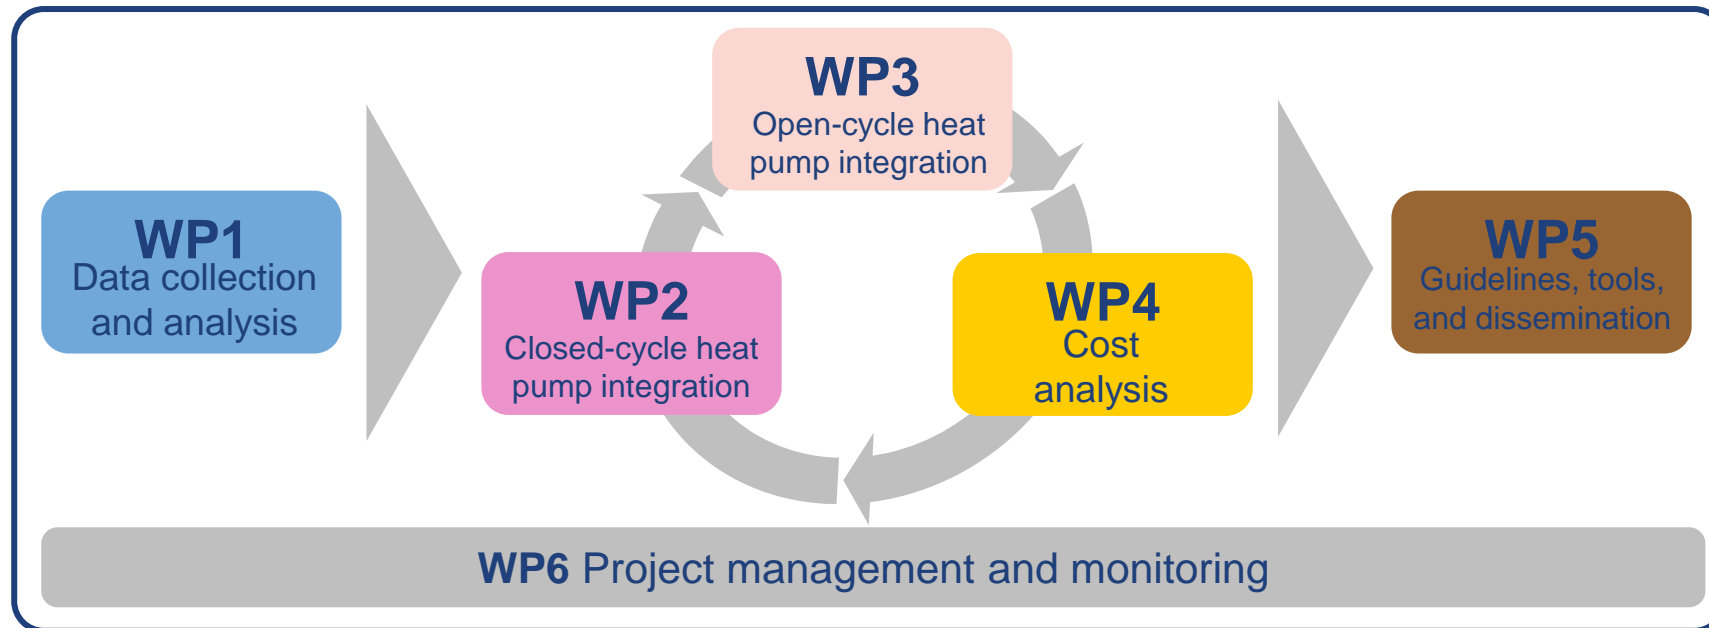 WP1
Data collection
and analysis
WP2
Closed-cycle heat
pump integration
WP3
Open-cycle heat
pump integration
WP4
Cost
analysis
WP5
Guidelines, tools,
and dissemination
WP6 Project management and monitoring